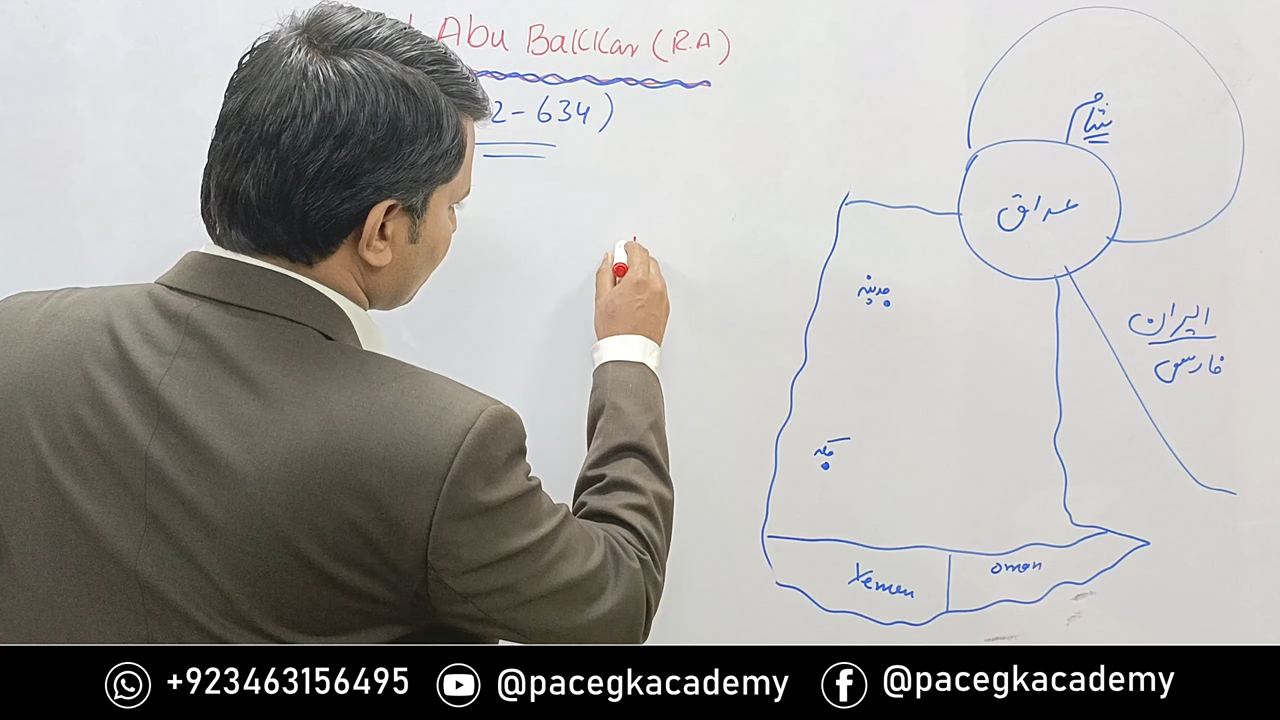 Abu Bakkar (R.A)
2-634)
شام
عراق
مدینہ
ایران
فارس
مکہ
Yemen
oman
+923463156495 @pacegkacademy @pacegkacademy